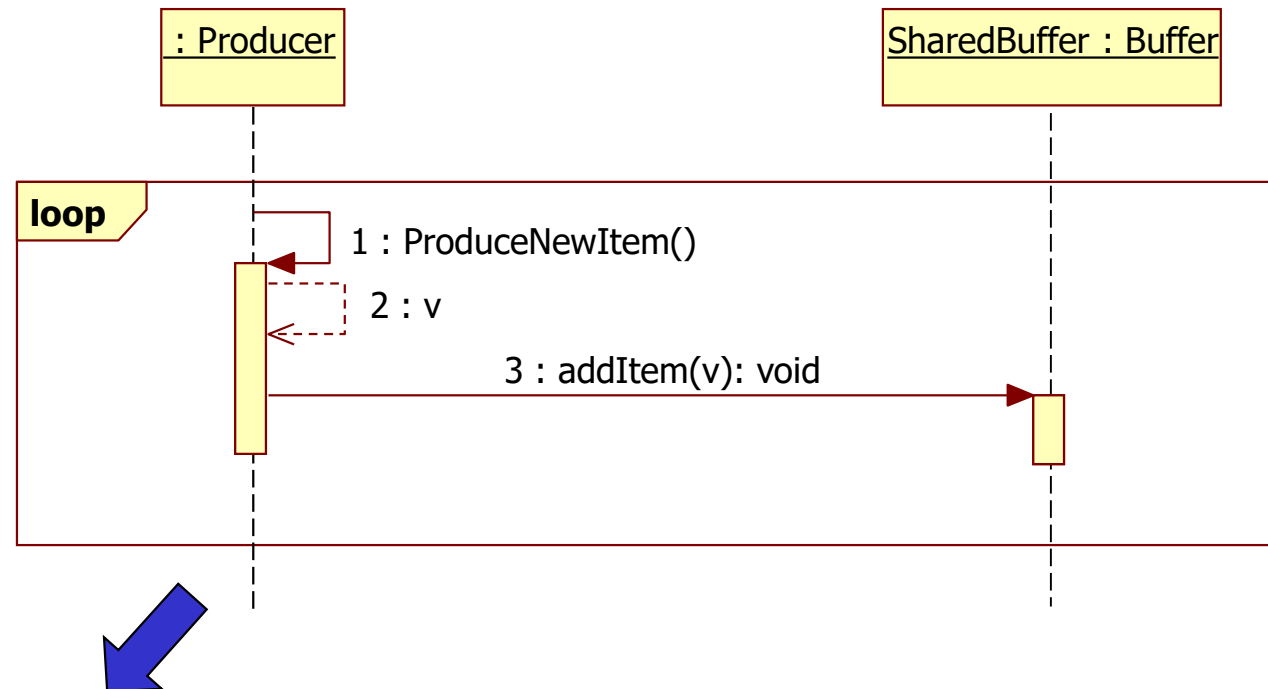 : Producer
SharedBuffer : Buffer
loop
1 : ProduceNewItem()
2 : v
3 : addItem(v): void